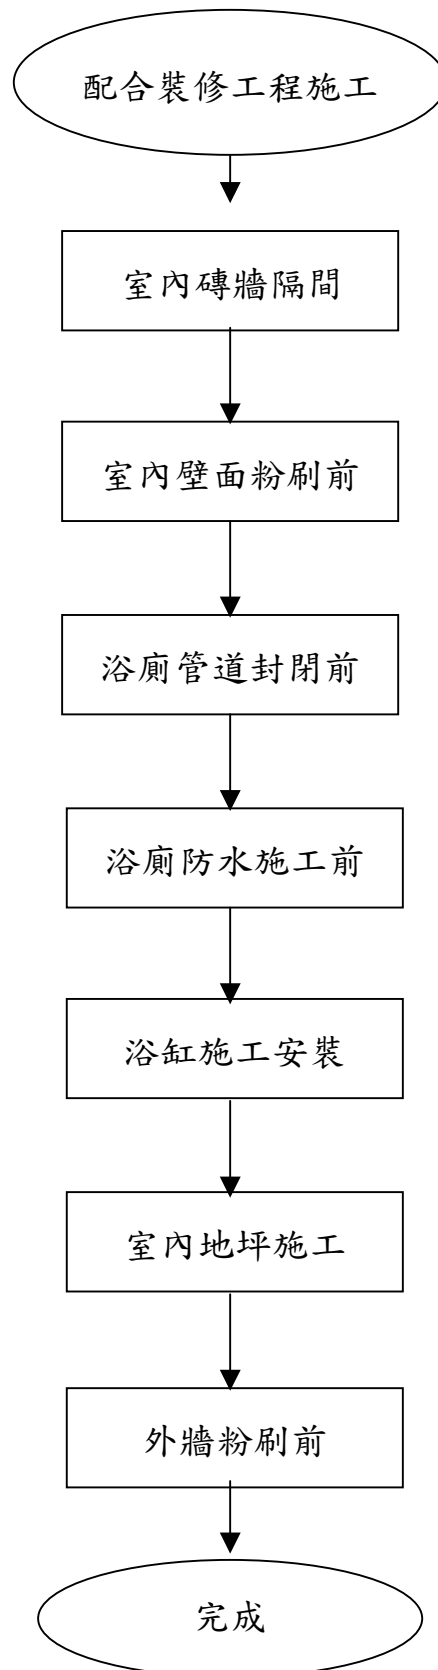 配合裝修工程施工
室內磚牆隔間
室內壁面粉刷前
浴廁管道封閉前
浴廁防水施工前
浴缸施工安裝
室內地坪施工
外牆粉刷前
完成